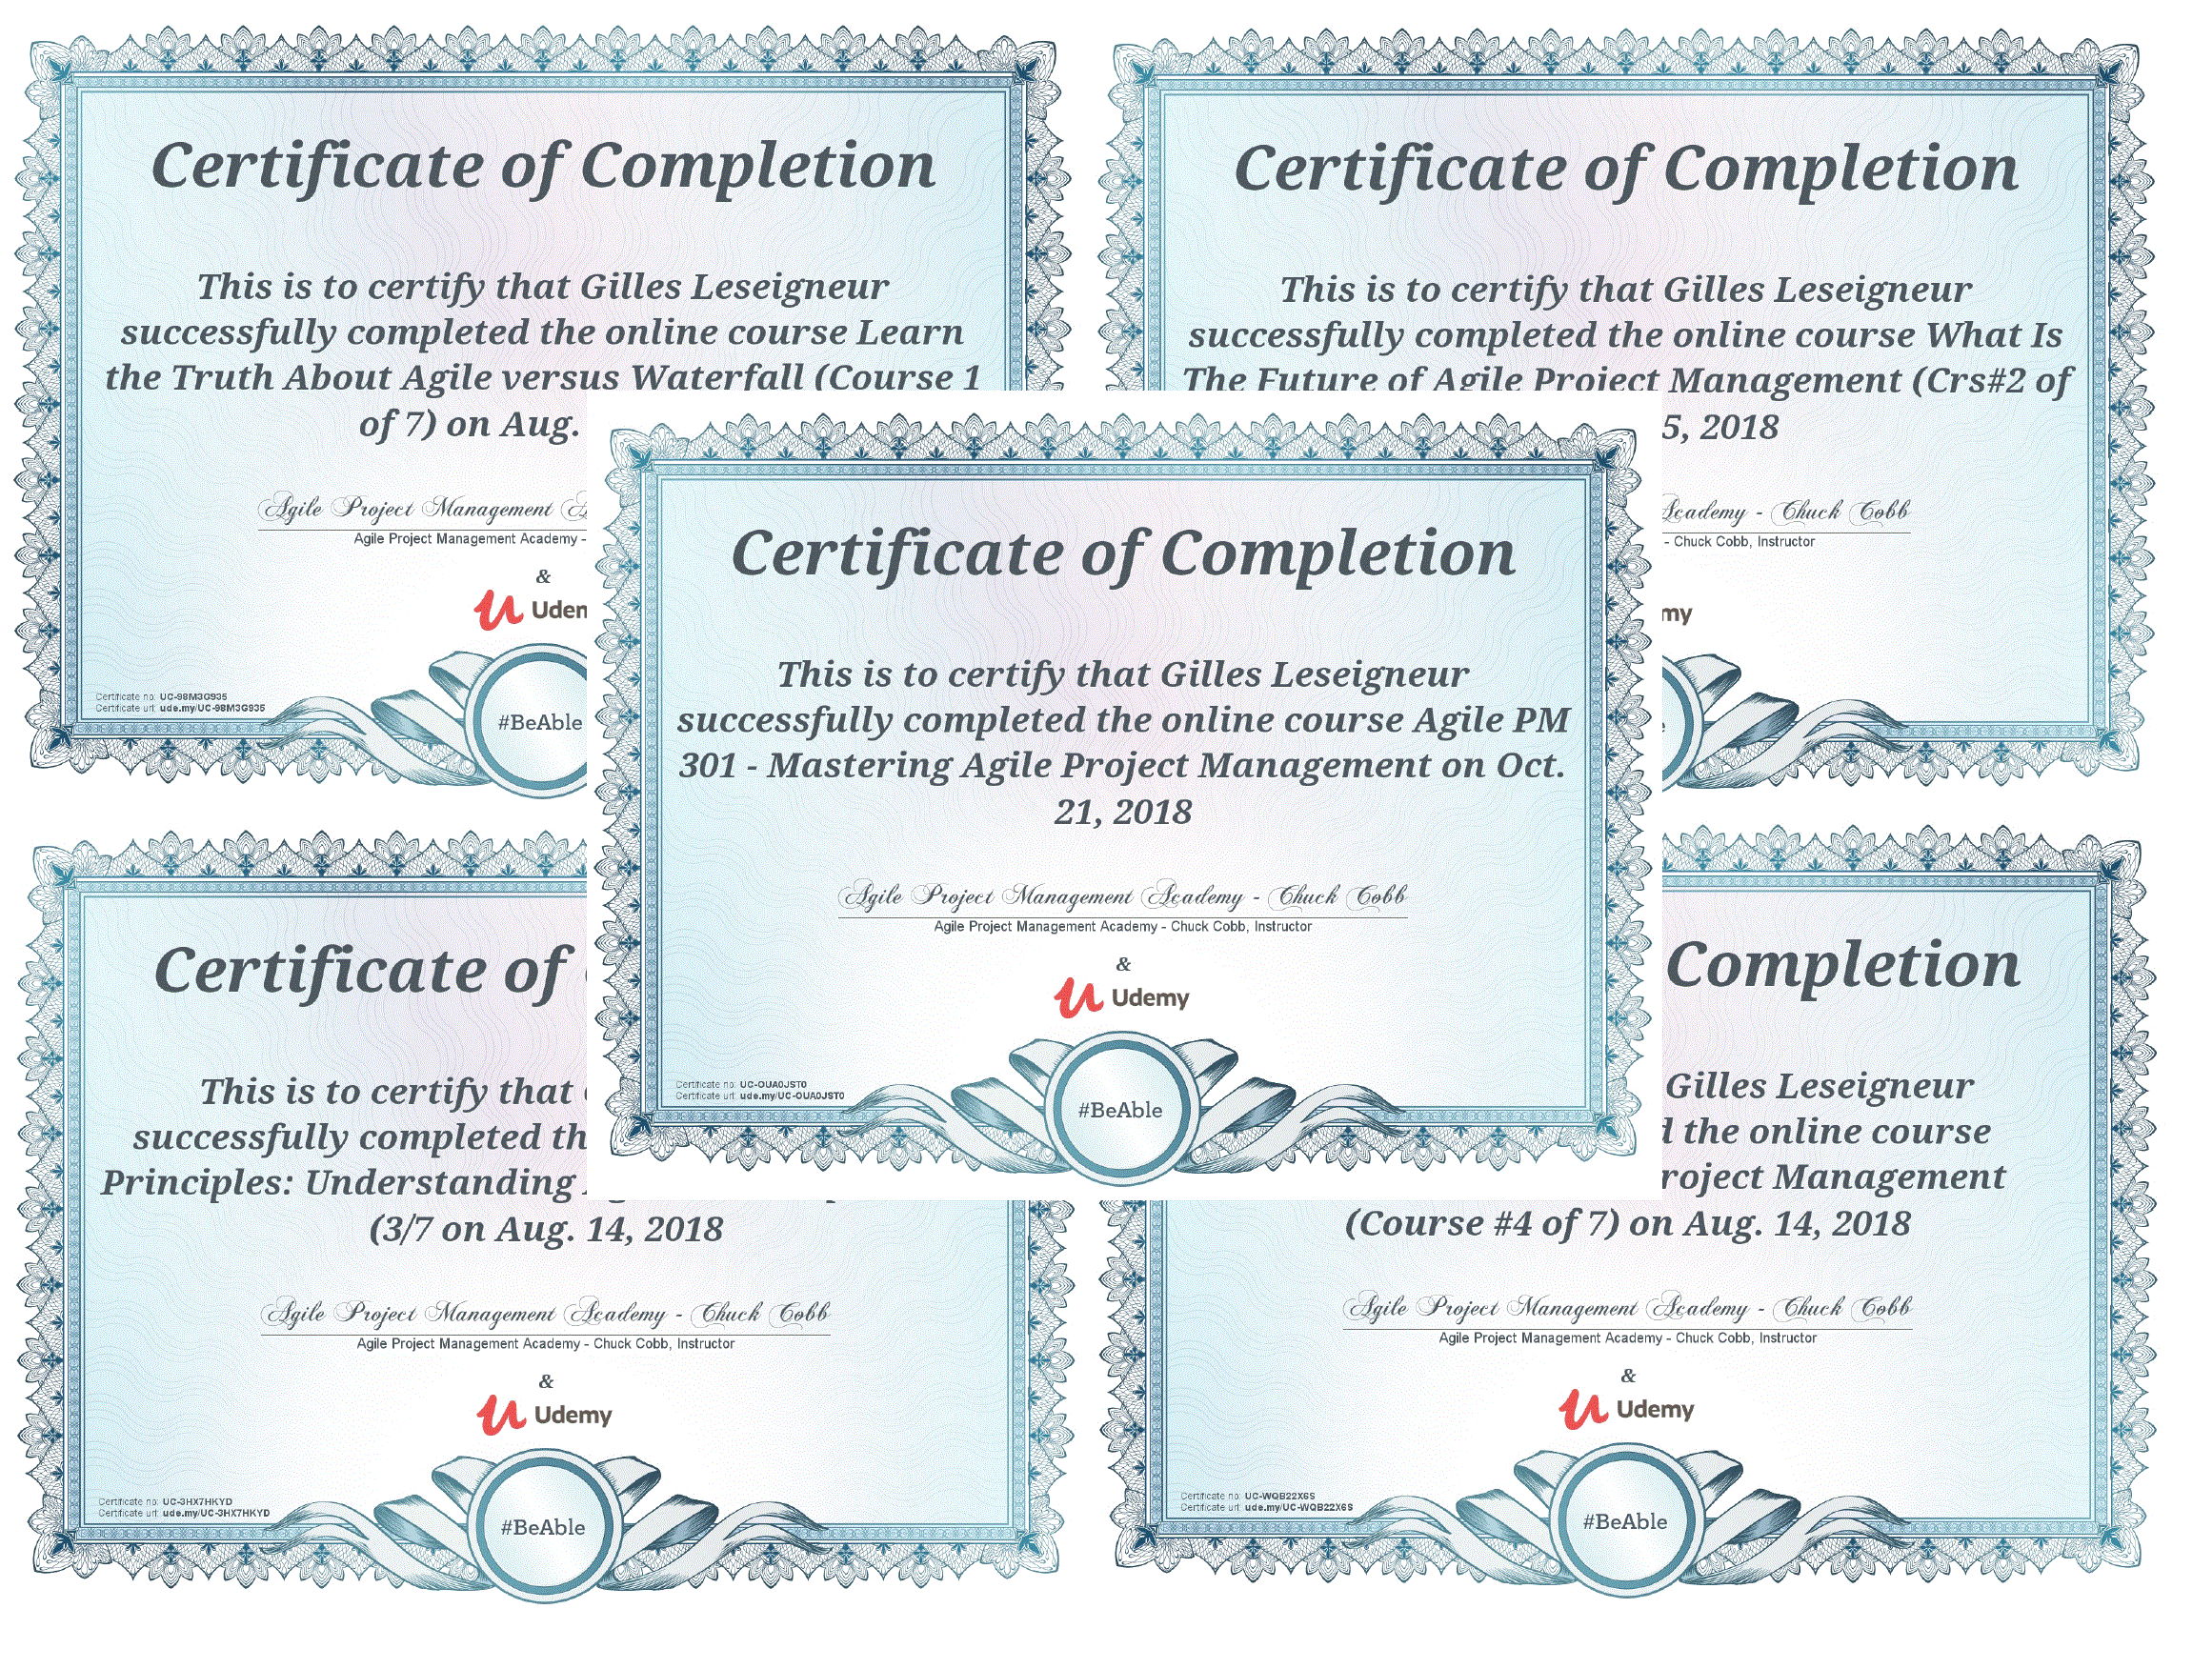 Certificate of Completion
This is to certify that Gilles Leseigneur
successfully completed the online course Learn
the Truth About Agile versus Waterfall (Course 1
of 7) on Aug.
Agile Project Management
Agile Project Management Academy -
&
#BeAble
Certificate no: UC-98M3G935
Certificate url: ude.my/UC-98M3G935
Certificate of Completion
This is to certify that Gilles Leseigneur
successfully completed the online course What Is
The Future of Agile Project Management (Crs#2 of
5, 2018
Academy - Chuck Cobb
- Chuck Cobb, Instructor
Certificate of Completion
This is to certify that Gilles Leseigneur
successfully completed the online course Agile PM
301 - Mastering Agile Project Management on Oct.
21, 2018
Agile Project Management Academy - Chuck Cobb
Agile Project Management Academy - Chuck Cobb, Instructor
&
Udemy
#BeAble
Certificate no: UC-OUA0JST0
Certificate url: ude.my/UC-OUA0JST0
Certificate of
This is to certify that
successfully completed
Principles: Understanding
(3/7 on Aug. 14, 2018
Agile Project Management Academy - Chuck Cobb
Agile Project Management Academy - Chuck Cobb, Instructor
&
Udemy
#BeAble
Certificate no: UC-3HX7HKYD
Certificate url: ude.my/UC-3HX7HKYD
Completion
Gilles Leseigneur
the online course
Management
(Course #4 of 7) on Aug. 14, 2018
Agile Project Management Academy - Chuck Cobb
Agile Project Management Academy - Chuck Cobb, Instructor
&
Udemy
#BeAble
Certificate no: UC-WQB22X6S
Certificate url: ude.my/UC-WQB22X6S